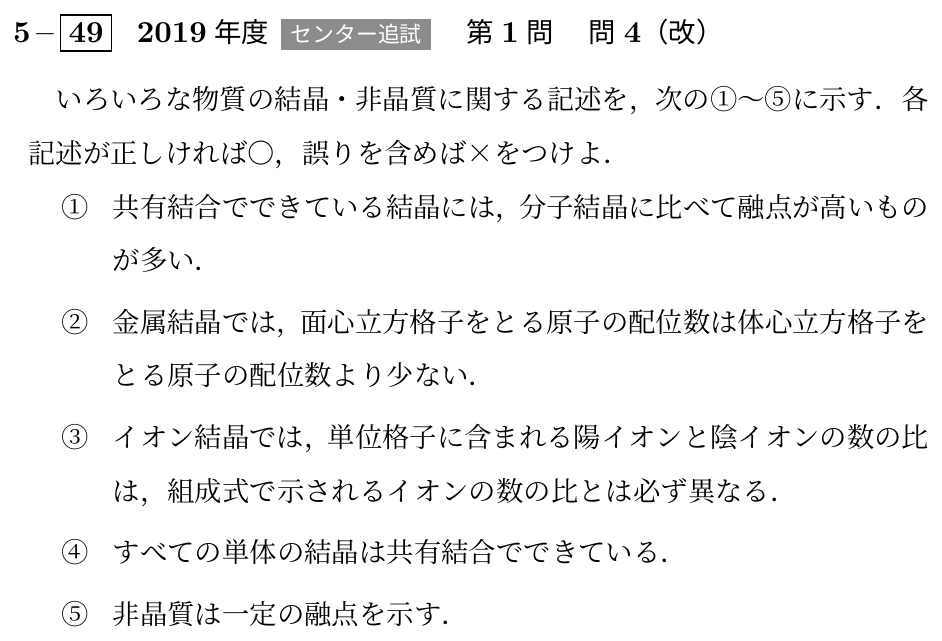 5－49 2019 年度 センター追試 第 1 問 問 4（改）
いろいろな物質の結晶・非晶質に関する記述を，次の①～⑤に示す．各
記述が正しければ○，誤りを含めば×をつけよ．
① 共有結合でできている結晶には，分子結晶に比べて融点が高いもの
が多い．
② 金属結晶では，面心立方格子をとる原子の配位数は体心立方格子を
とる原子の配位数より少ない．
③ イオン結晶では，単位格子に含まれる陽イオンと陰イオンの数の比
は，組成式で示されるイオンの数の比とは必ず異なる．
④ すべての単体の結晶は共有結合でできている．
⑤ 非晶質は一定の融点を示す．